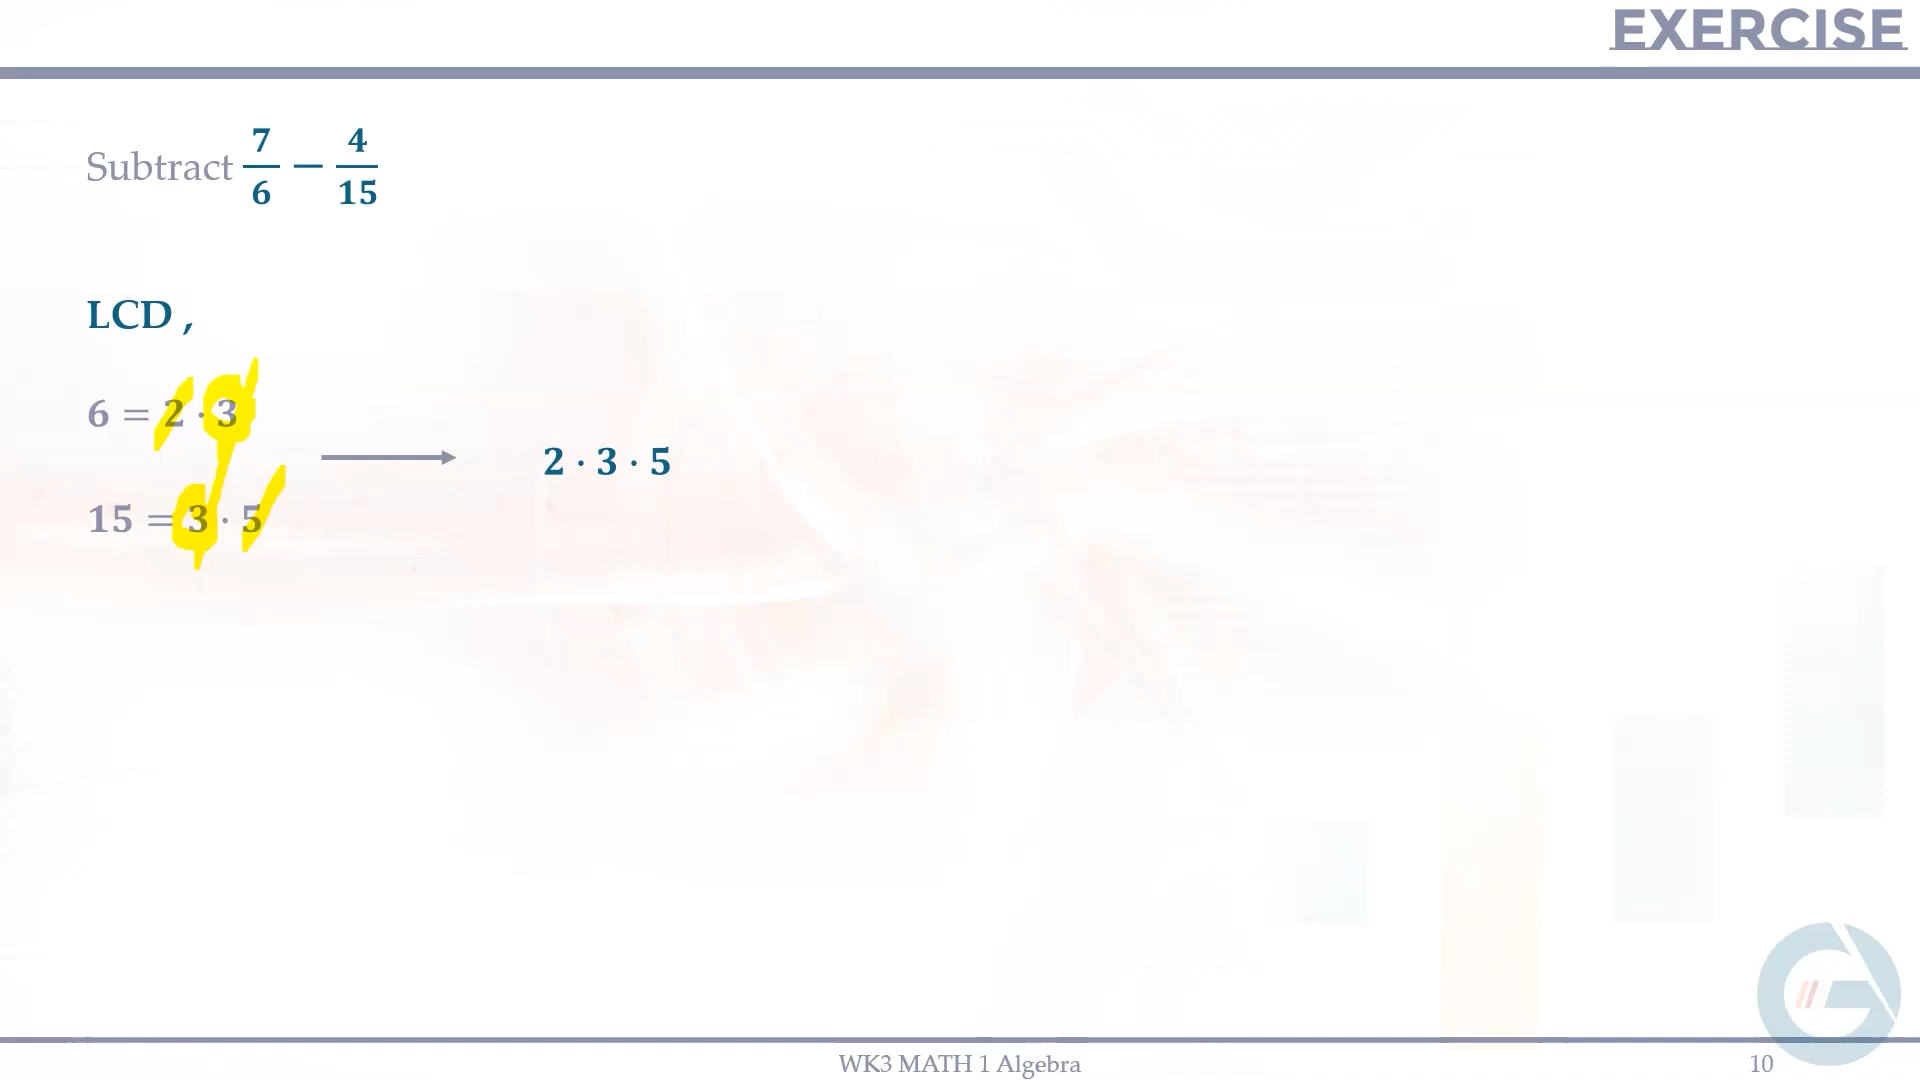 EXERCISE
Subtract 7/6 − 4/15
LCD ,
6 = 2 · 3
2 · 3 · 5
15 = 3 · 5
WK3 MATH 1 Algebra
10